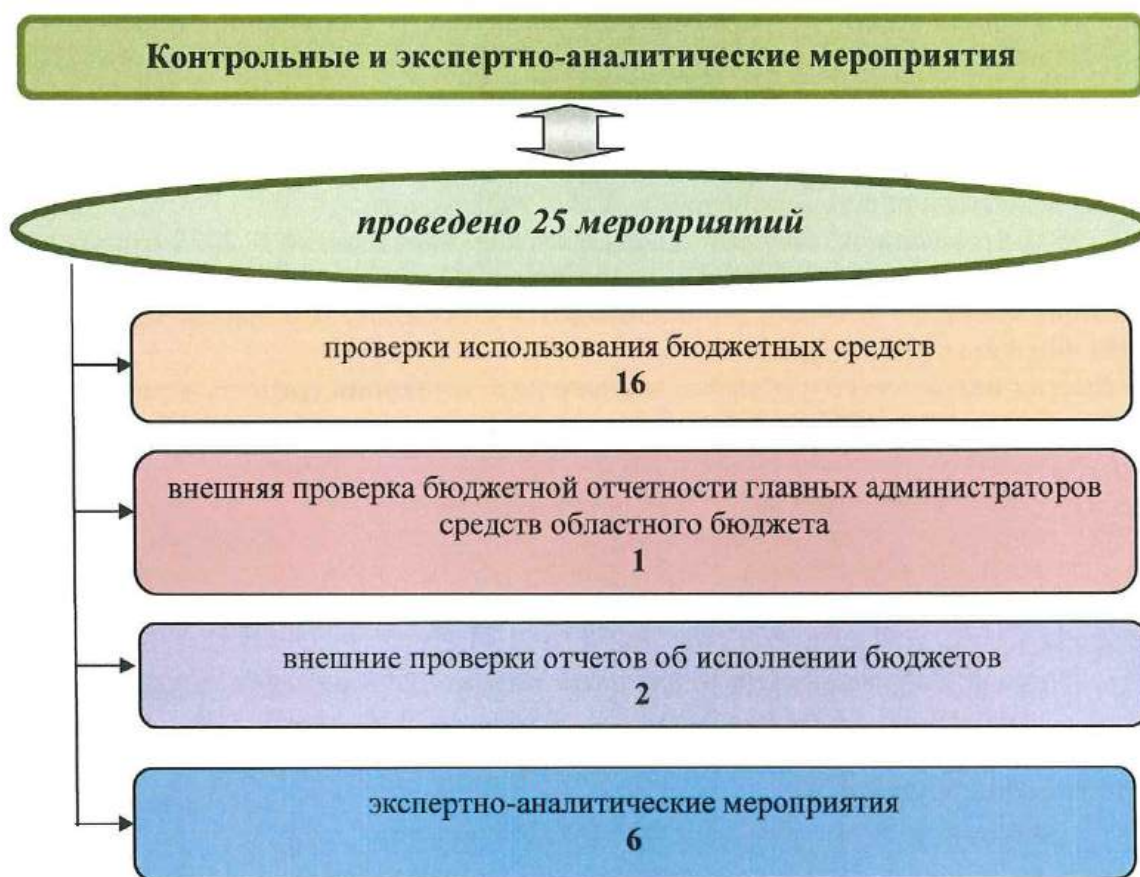 Контрольные и экспертно-аналитические мероприятия
проведено 25 мероприятий
проверки использования бюджетных средств
16
внешняя проверка бюджетной отчетности главных администраторов
средств областного бюджета
1
внешние проверки отчетов об исполнении бюджетов
2
экспертно-аналитические мероприятия
6